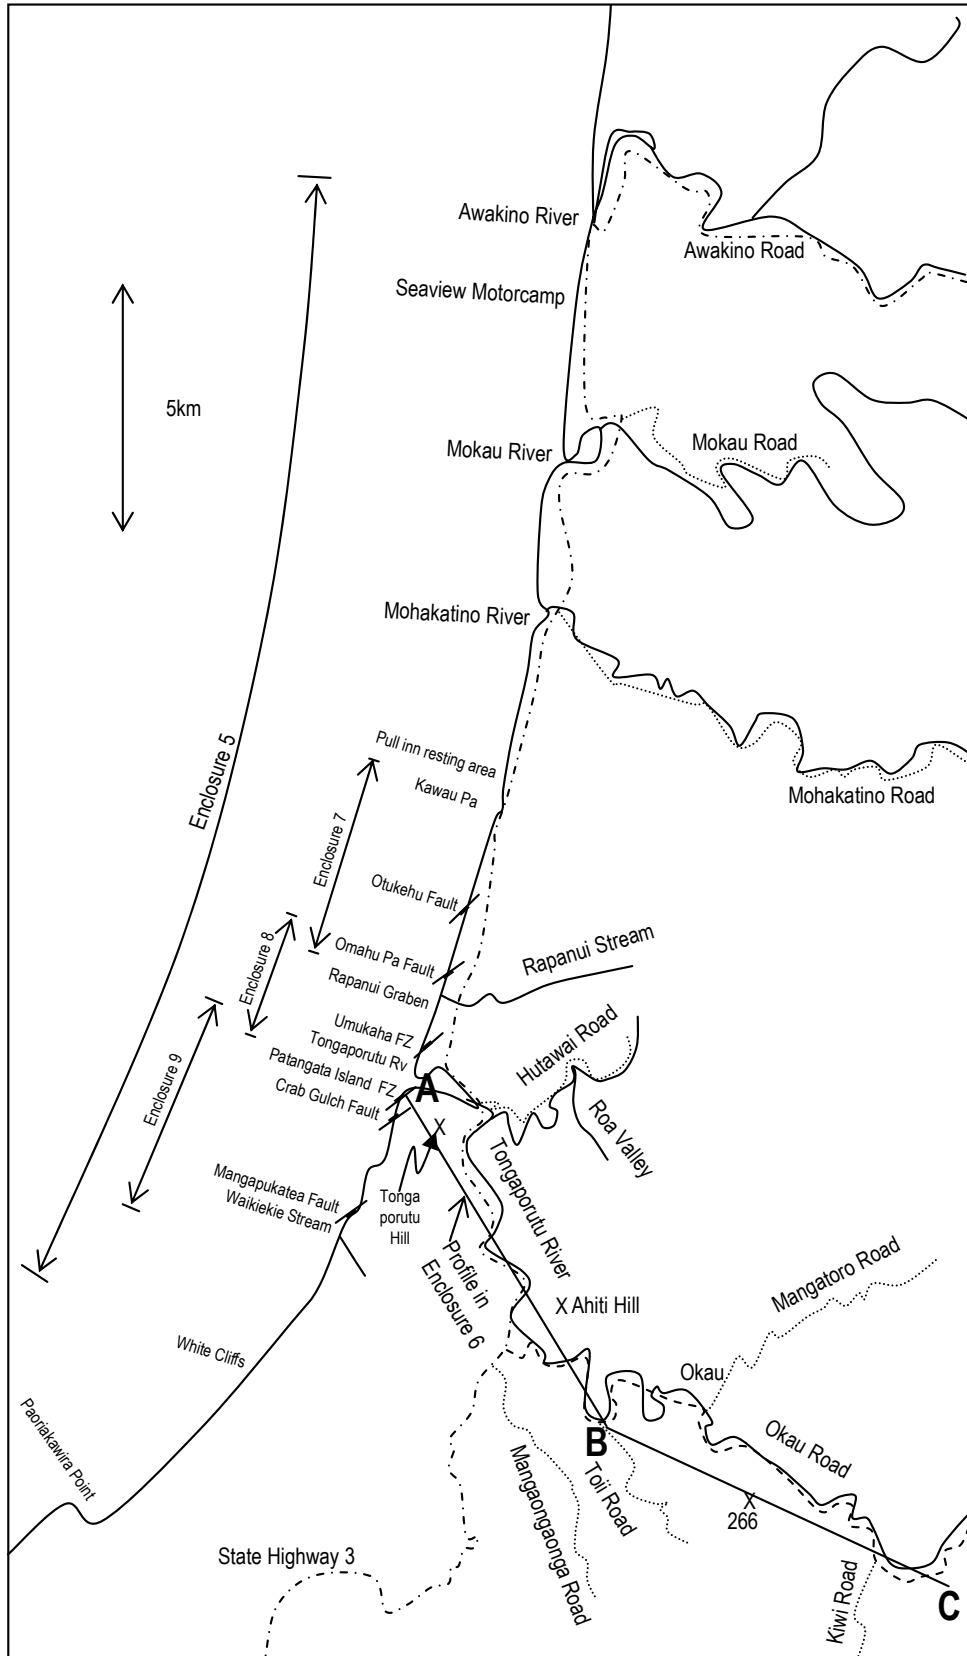 Awakino River
Awakino Road
Seaview Motorcamp
5km
Mokau River
Mokau Road
Mohakatino River
Enclosure 5
Pull inn resting area
Kawau Pa
Mohakatino Road
Enclosure 7
Otukehu Fault
Enclosure 8
Omahu Pa Fault
Rapanui Stream
Rapanui Graben
Enclosure 9
Umukaha FZ
Tongaporutu Rv
Hutawai Road
Patangata Island FZ
A
Crab Gulch Fault
X
Roa Valley
Mangapukatea Fault
Waikiekie Stream
Tonga
porutu
Hill
Tongaporutu River
Profile in
Enclosure 6
X Ahiti Hill
Mangatoro Road
White Cliffs
Okau
Paoriakawira Point
B
Okau Road
Toii Road
Mangaongaonga Road
X
266
State Highway 3
Kiwi Road
C